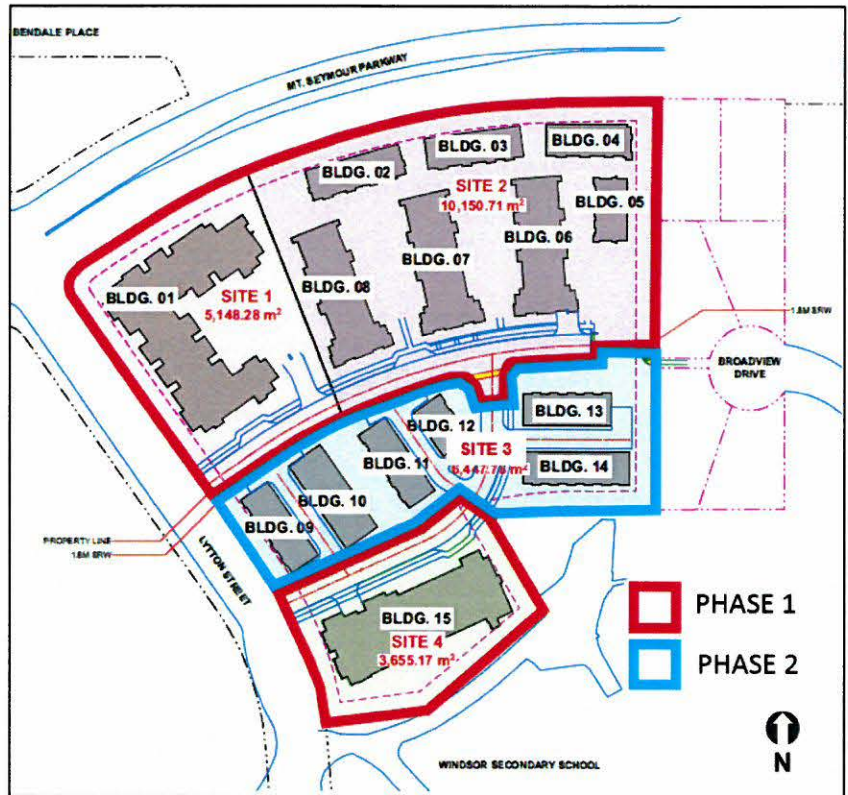 BENDALE PLACE
MT. SEYMOUR PARKWAY
BLDG. 03
BLDG. 04
BLDG. 02
SITE 2
10,150.71 m²
BLDG. 05
BLDG. 06
BLDG. 07
BLDG. 08
BLDG. 01
SITE 1
5,148.28 m²
1.8M SRW
BROADVIEW
DRIVE
BLDG. 13
BLDG. 12
SITE 3
BLDG. 11
BLDG. 14
BLDG. 10
BLDG. 09
PROPERTY LINE
1.8M SRW
LYTTON STREET
BLDG. 15
SITE 4
3,655.17 m²
PHASE 1
PHASE 2
N
WINDSOR SECONDARY SCHOOL